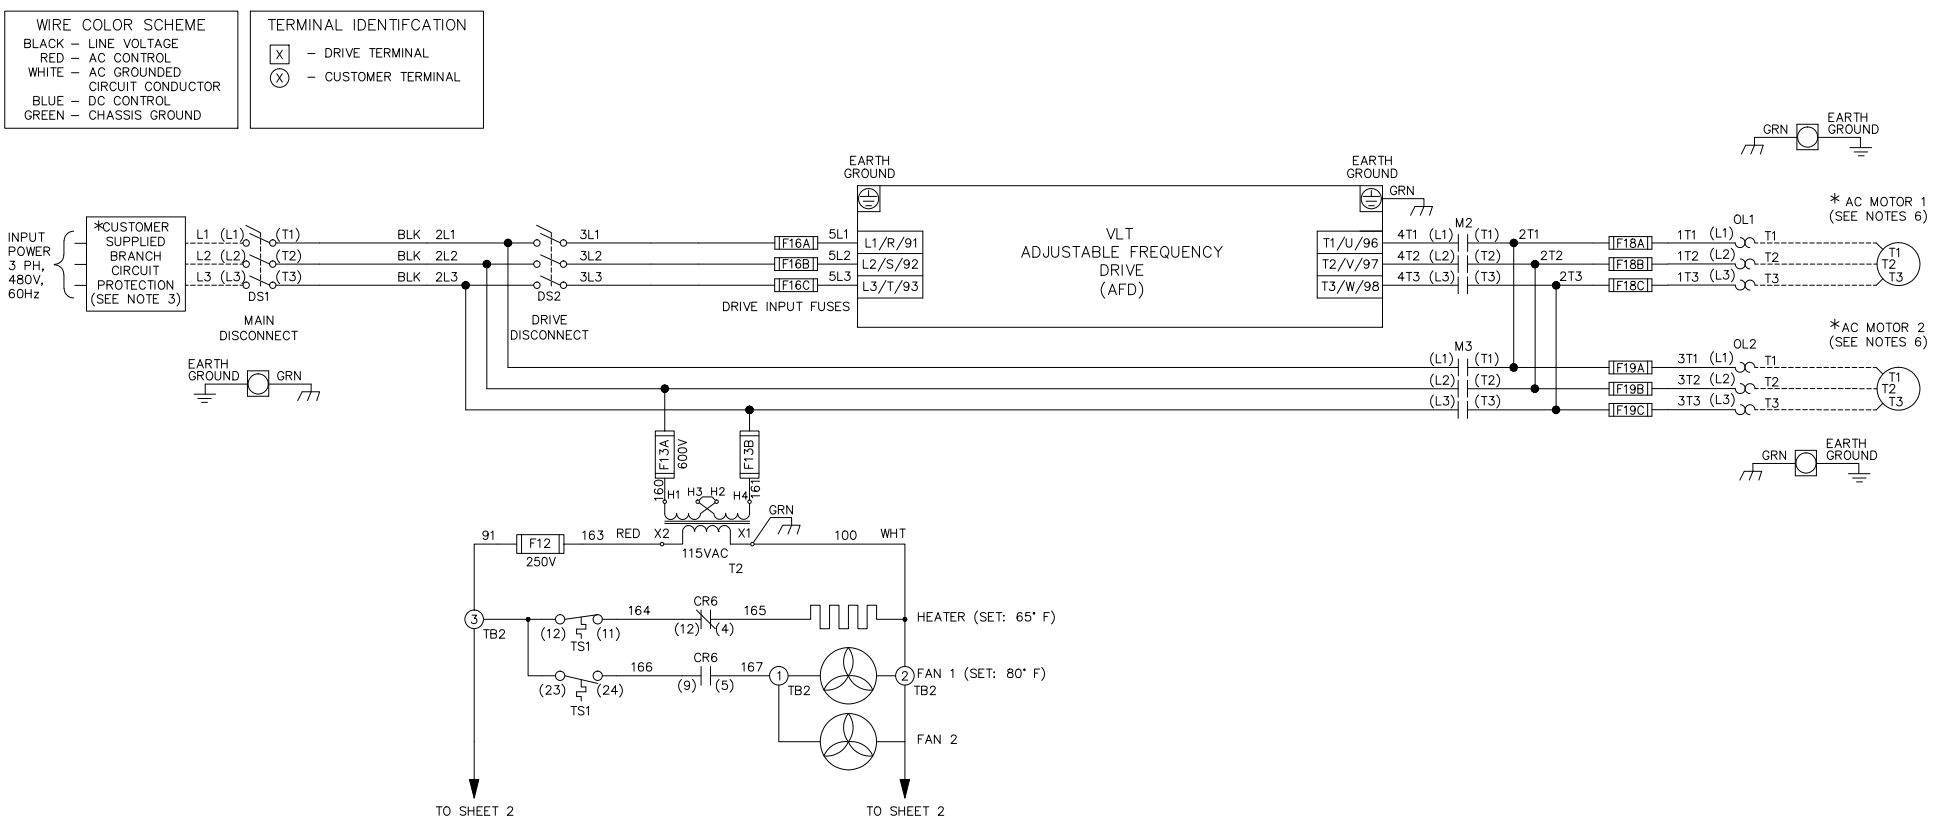 WIRE COLOR SCHEME
BLACK – LINE VOLTAGE
RED – AC CONTROL
WHITE – AC GROUNDED
CIRCUIT CONDUCTOR
BLUE – DC CONTROL
GREEN – CHASSIS GROUND
TERMINAL IDENTIFCATION
X – DRIVE TERMINAL
X – CUSTOMER TERMINAL
INPUT
POWER
3 PH,
480V,
60Hz
*CUSTOMER
SUPPLIED
BRANCH
CIRCUIT
PROTECTION
(SEE NOTE 3)
L1 (L1) (T1) BLK 2L1 3L1 F16A 5L1 L1/R/91
L2 (L2) (T2) BLK 2L2 3L2 F16B 5L2 L2/S/92
L3 (L3) (T3) BLK 2L3 3L3 F16C 5L3 L3/T/93
DS1
MAIN
DISCONNECT
DS2
DRIVE
DISCONNECT
DRIVE INPUT FUSES
EARTH
GROUND
GRN
EARTH
GROUND
VLT
ADJUSTABLE FREQUENCY
DRIVE
(AFD)
EARTH
GROUND
GRN
M2
T1/U/96 4T1 (L1) (T1) 2T1 F18A 1T1 (L1) T1
T2/V/97 4T2 (L2) (T2) 2T2 F18B 1T2 (L2) T2
T3/W/98 4T3 (L3) (T3) 2T3 F18C 1T3 (L3) T3
OL1
GRN
EARTH
GROUND
* AC MOTOR 1
(SEE NOTES 6)
T1
T2
T3
M3
(L1) (T1) F19A 3T1 (L1) T1
(L2) (T2) F19B 3T2 (L2) T2
(L3) (T3) F19C 3T3 (L3) T3
OL2
*AC MOTOR 2
(SEE NOTES 6)
T1
T2
T3
GRN
EARTH
GROUND
F13A
600V
F13B
160
161
H1 H3 H2 H4
GRN
91 F12 163 RED X2 X1 100 WHT
250V
115VAC
T2
3
TB2
164 CR6 165
(12) (11) (12) (4)
TS1
HEATER (SET: 65° F)
166 CR6 167
(23) (24) (9) (5)
TS1
1
TB2
2
TB2
FAN 1 (SET: 80° F)
FAN 2
TO SHEET 2
TO SHEET 2